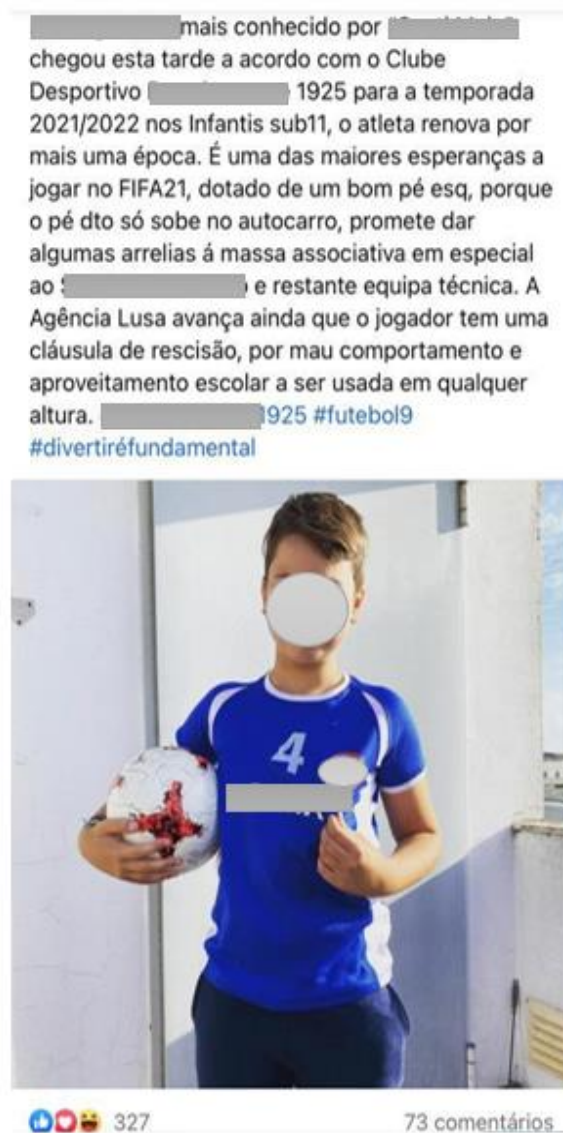 mais conhecido por
chegou esta tarde a acordo com o Clube
Desportivo 1925 para a temporada
2021/2022 nos Infantis sub11, o atleta renova por
mais uma época. É uma das maiores esperanças a
jogar no FIFA21, dotado de um bom pé esq, porque
o pé dto só sobe no autocarro, promete dar
algumas arrelias á massa associativa em especial
ao e restante equipa técnica. A
Agência Lusa avança ainda que o jogador tem uma
cláusula de rescisão, por mau comportamento e
aproveitamento escolar a ser usada em qualquer
altura. 1925 #futebol9
#divertiréfundamental
4
327 73 comentários